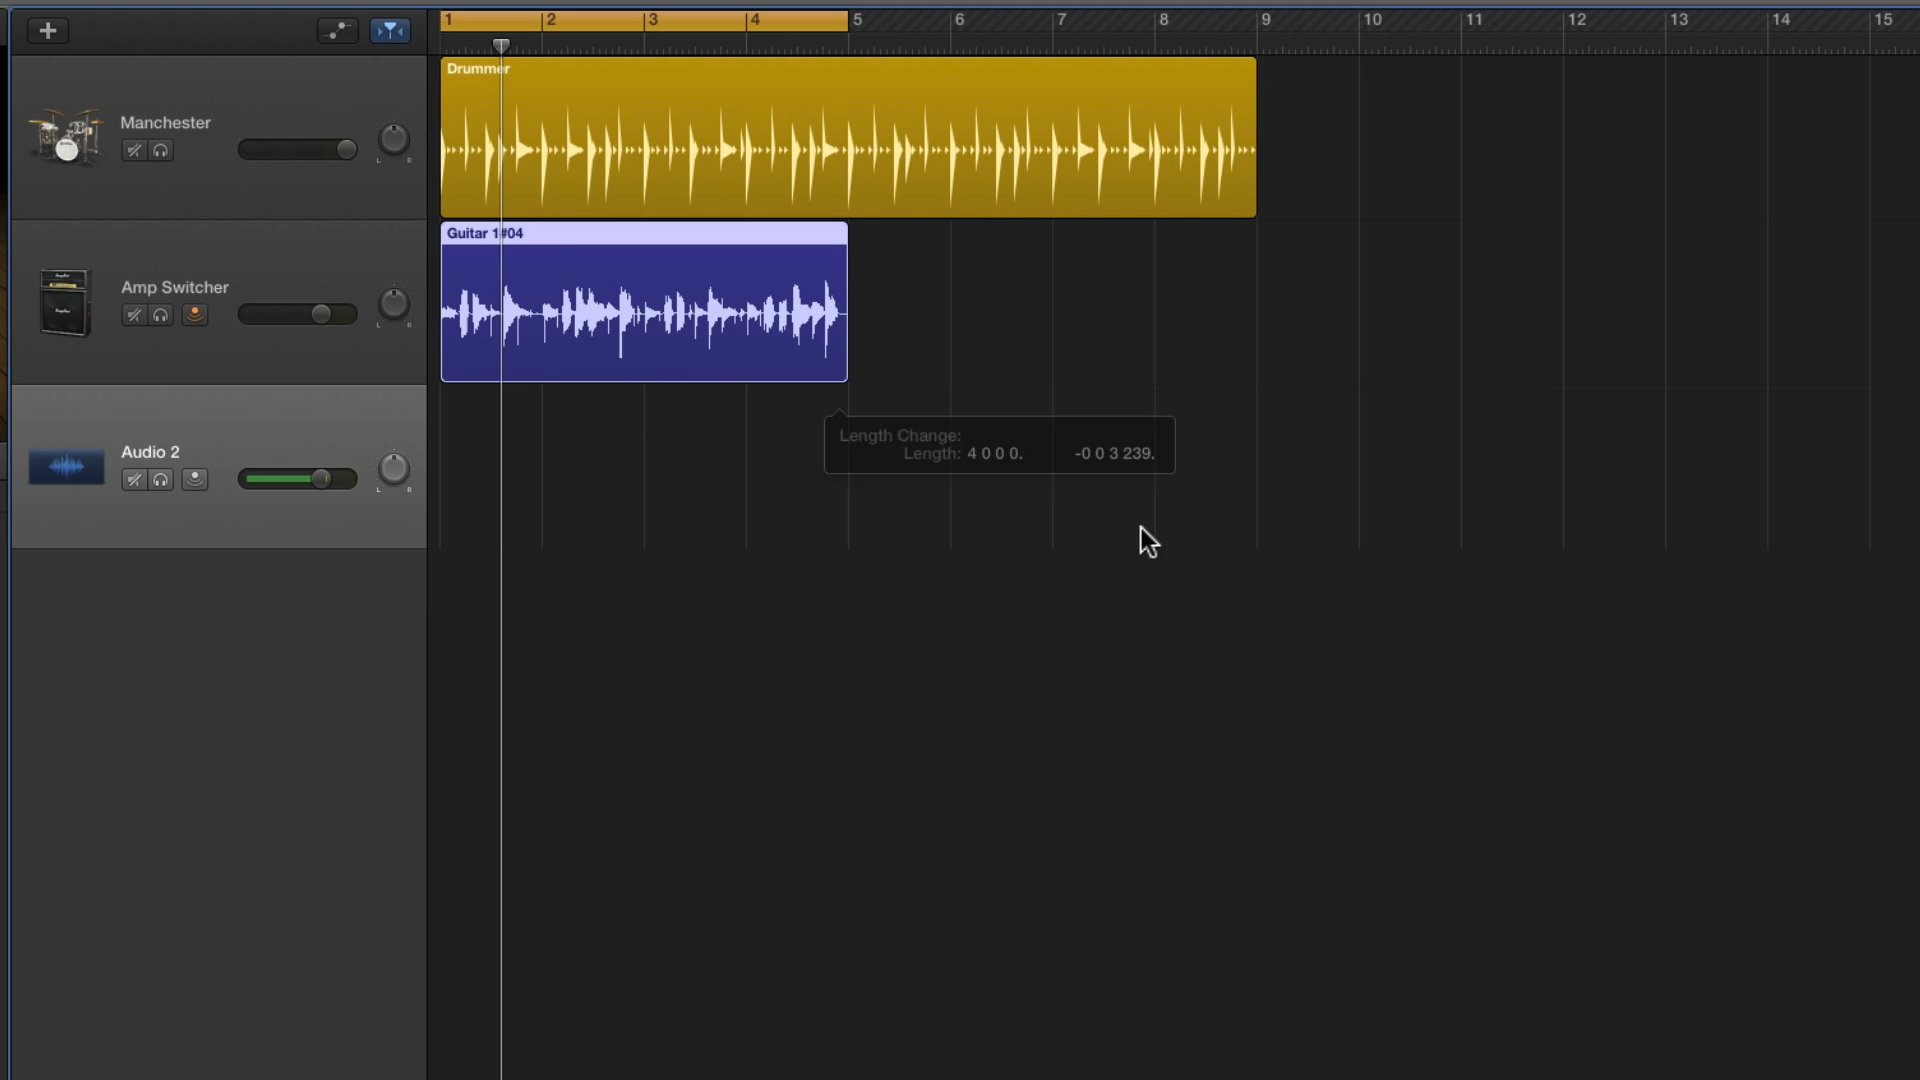 1 2 3 4 5 6 7 8 9 10 11 12 13 14 15
Drummer
Manchester
L R
Guitar 1#04
Amp Switcher
L R
Length Change:
Length: 4 0 0 0. -0 0 3 239.
Audio 2
L R